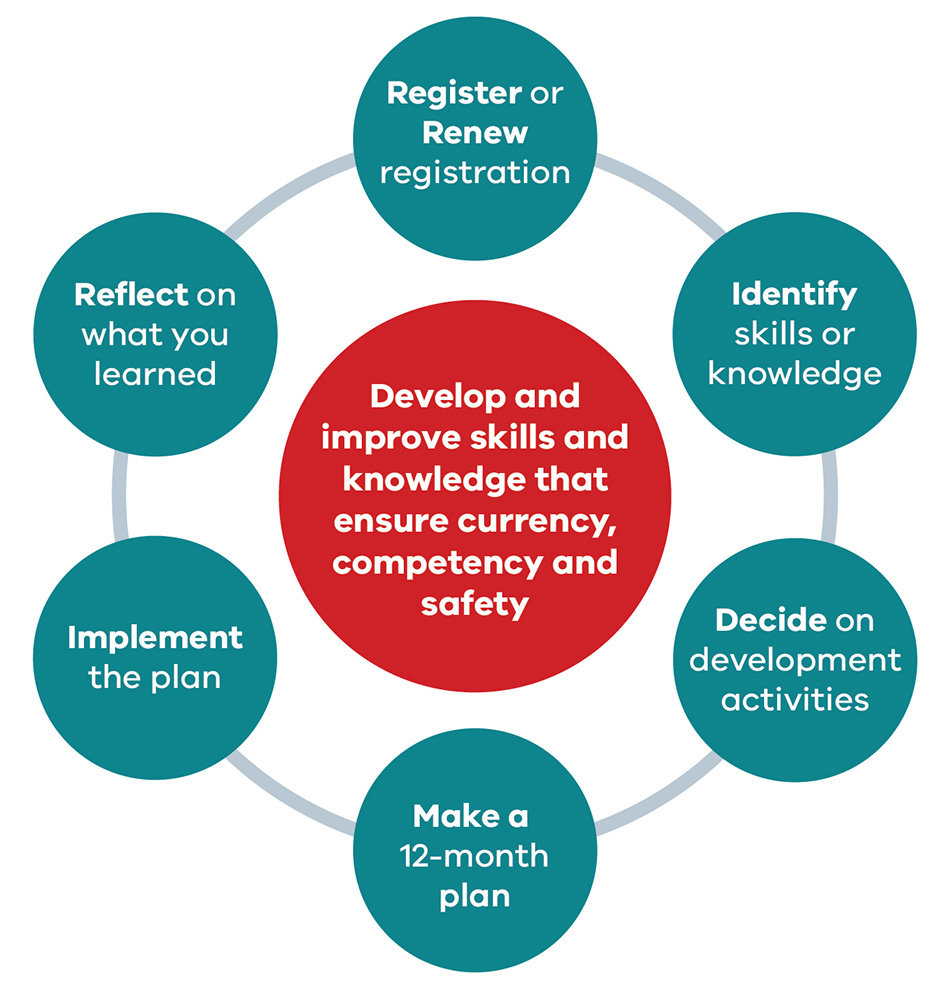 Register or
Renew
registration
Identify
skills or
knowledge
Decide on
development
activities
Make a
12-month
plan
Implement
the plan
Reflect on
what you
learned
Develop and
improve skills and
knowledge that
ensure currency,
competency and
safety